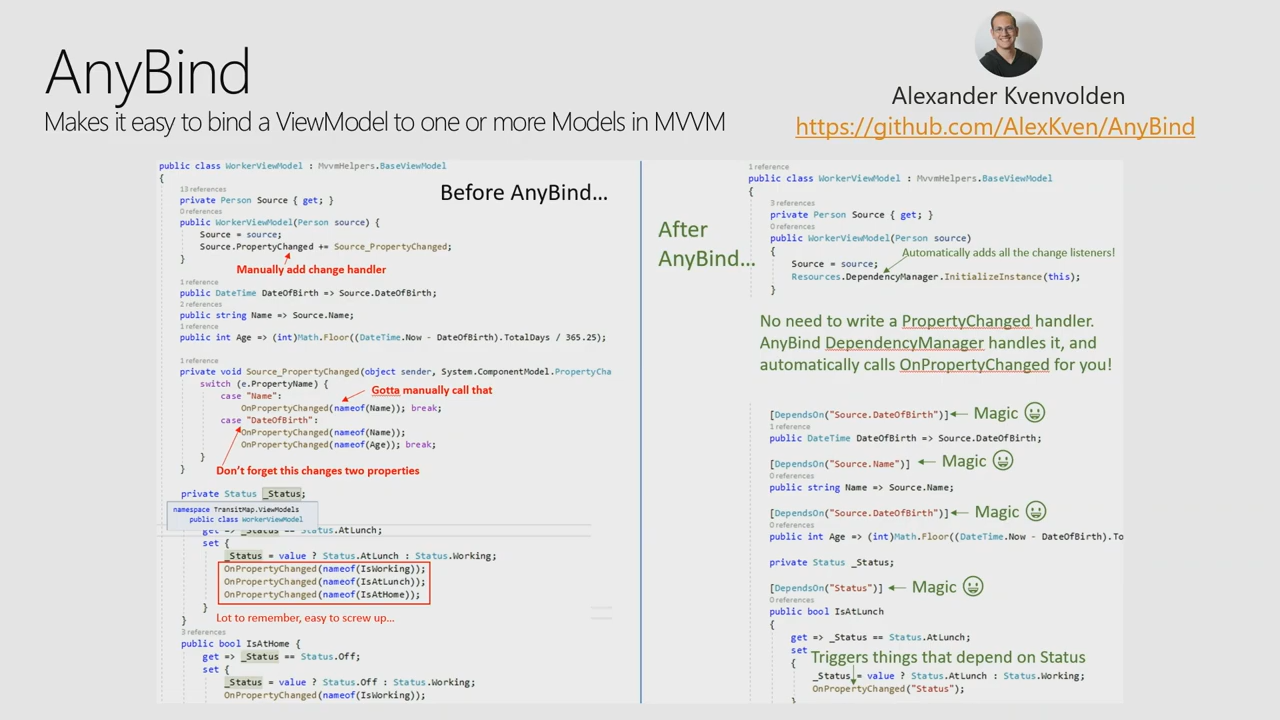 AnyBind
Makes it easy to bind a ViewModel to one or more Models in MVVM
Alexander Kvenvolden
https://github.com/AlexKven/AnyBind
public class WorkerViewModel : MvvmHelpers.BaseViewModel
{
Before AnyBind...
13 references
private Person Source { get; }
0 references
public WorkerViewModel(Person source) {
Source = source;
Source.PropertyChanged += Source_PropertyChanged;
}
Manually add change handler
1 reference
public DateTime DateOfBirth => Source.DateOfBirth;
2 references
public string Name => Source.Name;
1 reference
public int Age => (int)Math.Floor((DateTime.Now - DateOfBirth).TotalDays / 365.25);
1 reference
private void Source_PropertyChanged(object sender, System.ComponentModel.PropertyCha
switch (e.PropertyName) {
case "Name":
Gotta manually call that
OnPropertyChanged(nameof(Name)); break;
case "DateOfBirth":
OnPropertyChanged(nameof(Name));
OnPropertyChanged(nameof(Age)); break;
}
}
Don't forget this changes two properties
private Status _Status;
namespace TransitMap.ViewModels
public class WorkerViewModel
get => _Status == Status.AtLunch;
set {
_Status = value ? Status.AtLunch : Status.Working;
OnPropertyChanged(nameof(IsWorking));
OnPropertyChanged(nameof(IsAtLunch));
OnPropertyChanged(nameof(IsAtHome));
}
Lot to remember, easy to screw up...
}
3 references
public bool IsAtHome {
get => _Status == Status.Off;
set {
_Status = value ? Status.Off : Status.Working;
OnPropertyChanged(nameof(IsWorking));
After
AnyBind...
1 reference
public class WorkerViewModel : MvvmHelpers.BaseViewModel
{
3 references
private Person Source { get; }
0 references
public WorkerViewModel(Person source)
{
Automatically adds all the change listeners!
Source = source;
Resources.DependencyManager.InitializeInstance(this);
}
No need to write a PropertyChanged handler.
AnyBind DependencyManager handles it, and
automatically calls OnPropertyChanged for you!
[DependsOn("Source.DateOfBirth")] Magic 😀
1 reference
public DateTime DateOfBirth => Source.DateOfBirth;
[DependsOn("Source.Name")] Magic 😀
0 references
public string Name => Source.Name;
[DependsOn("Source.DateOfBirth")] Magic 😀
0 references
public int Age => (int)Math.Floor((DateTime.Now - DateOfBirth).To
private Status _Status;
[DependsOn("Status")] Magic 😀
0 references
public bool IsAtLunch
{
get => _Status == Status.AtLunch;
set
{
Triggers things that depend on Status
_Status = value ? Status.AtLunch : Status.Working;
OnPropertyChanged("Status");
}